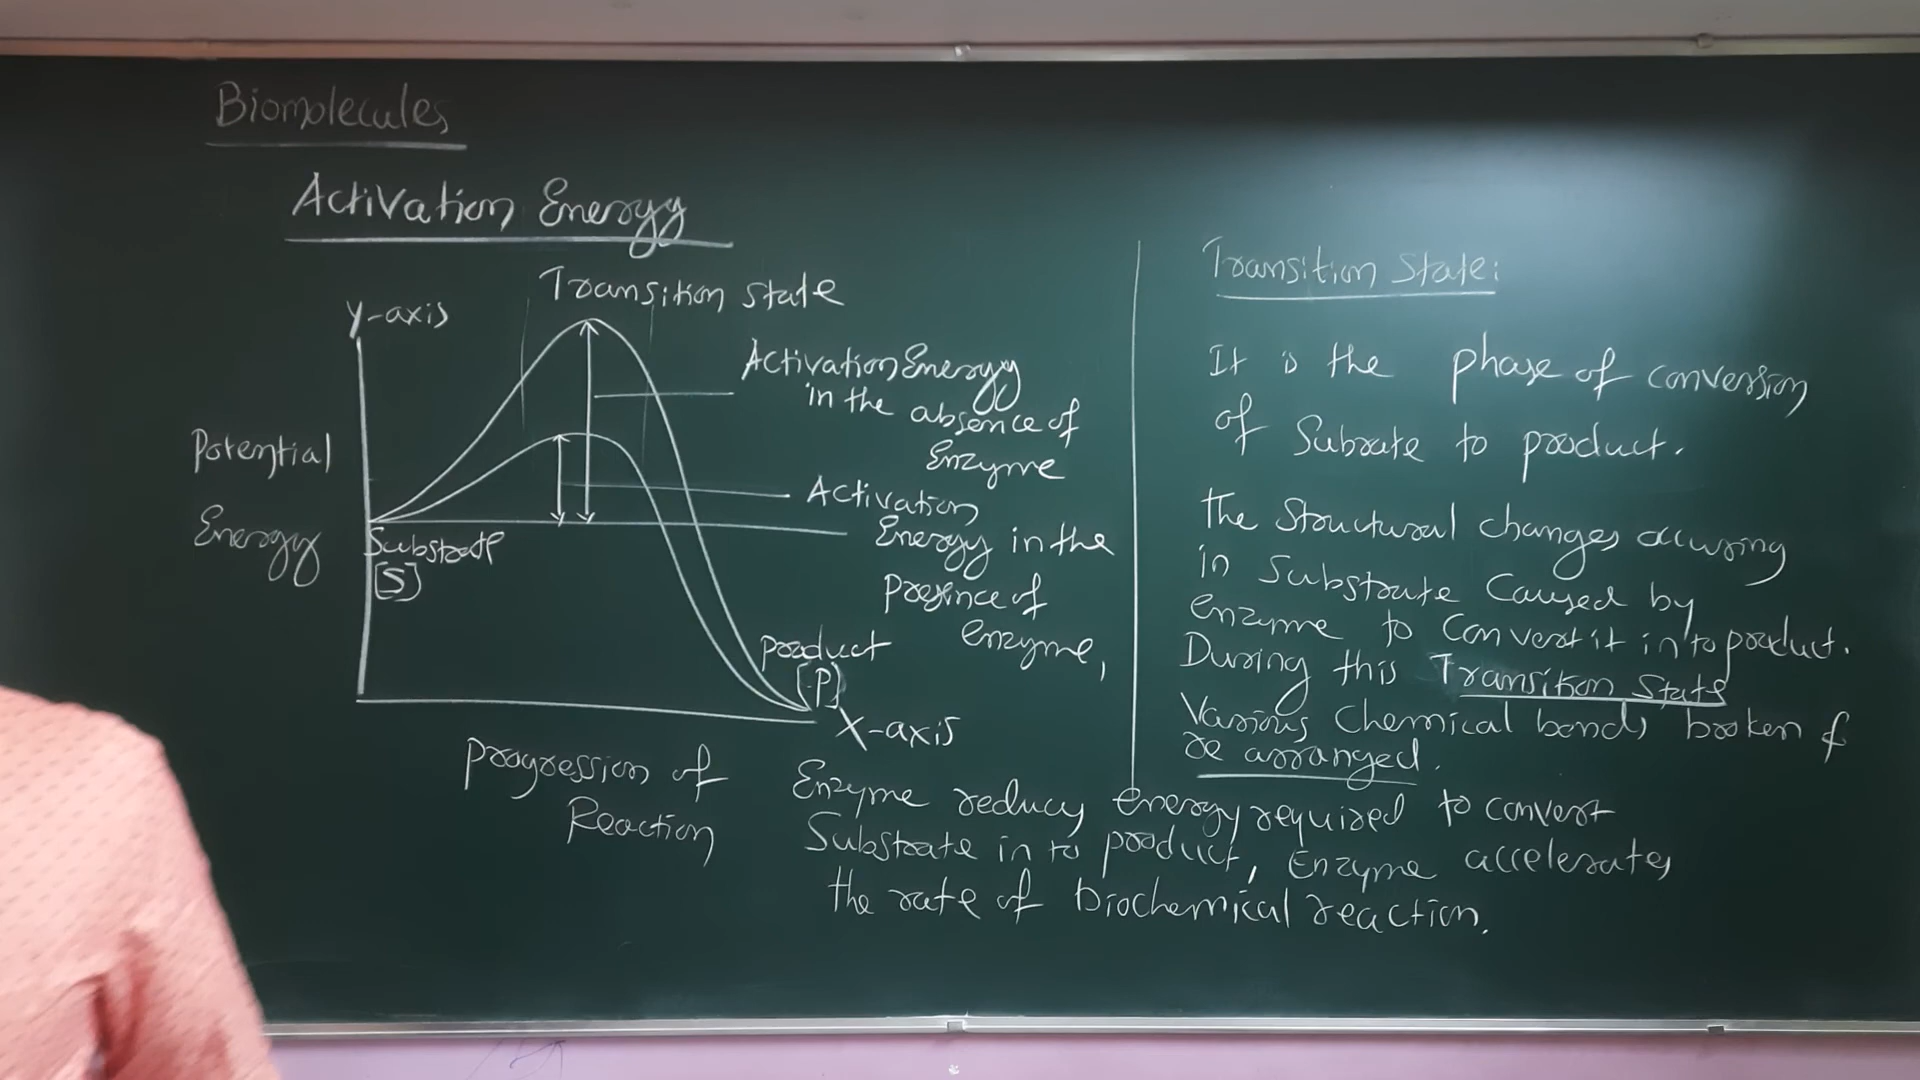 Biomolecules
Activation Energy
Transition state
y-axis
Activation Energy
in the absence of
Enzyme
Potential
Energy
Activation
Energy in the
presence of
enzyme,
Substrate
[S]
product
[P]
X-axis
Progression of
Reaction
Transition State:
It is the phase of conversion
of Subrate to product.
The Structural changes occuring
in Substrate Caused by
enzyme to Convert it in to product.
During this Transition State
Various Chemical bonds broken &
re arranged.
Enzyme reduces energy required to convert
Substrate in to product, Enzyme accelerates
the rate of biochemical reaction.